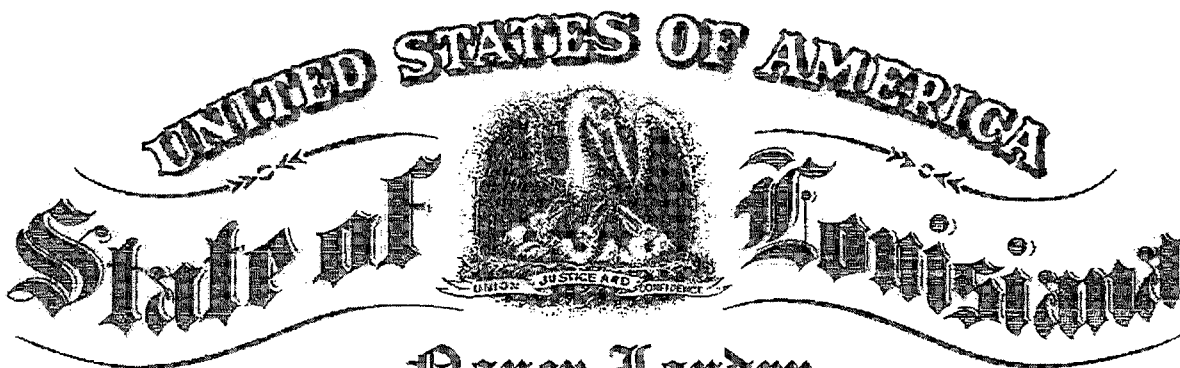 UNITED STATES OF AMERICA
State of Louisiana
UNION JUSTICE AND CONFIDENCE